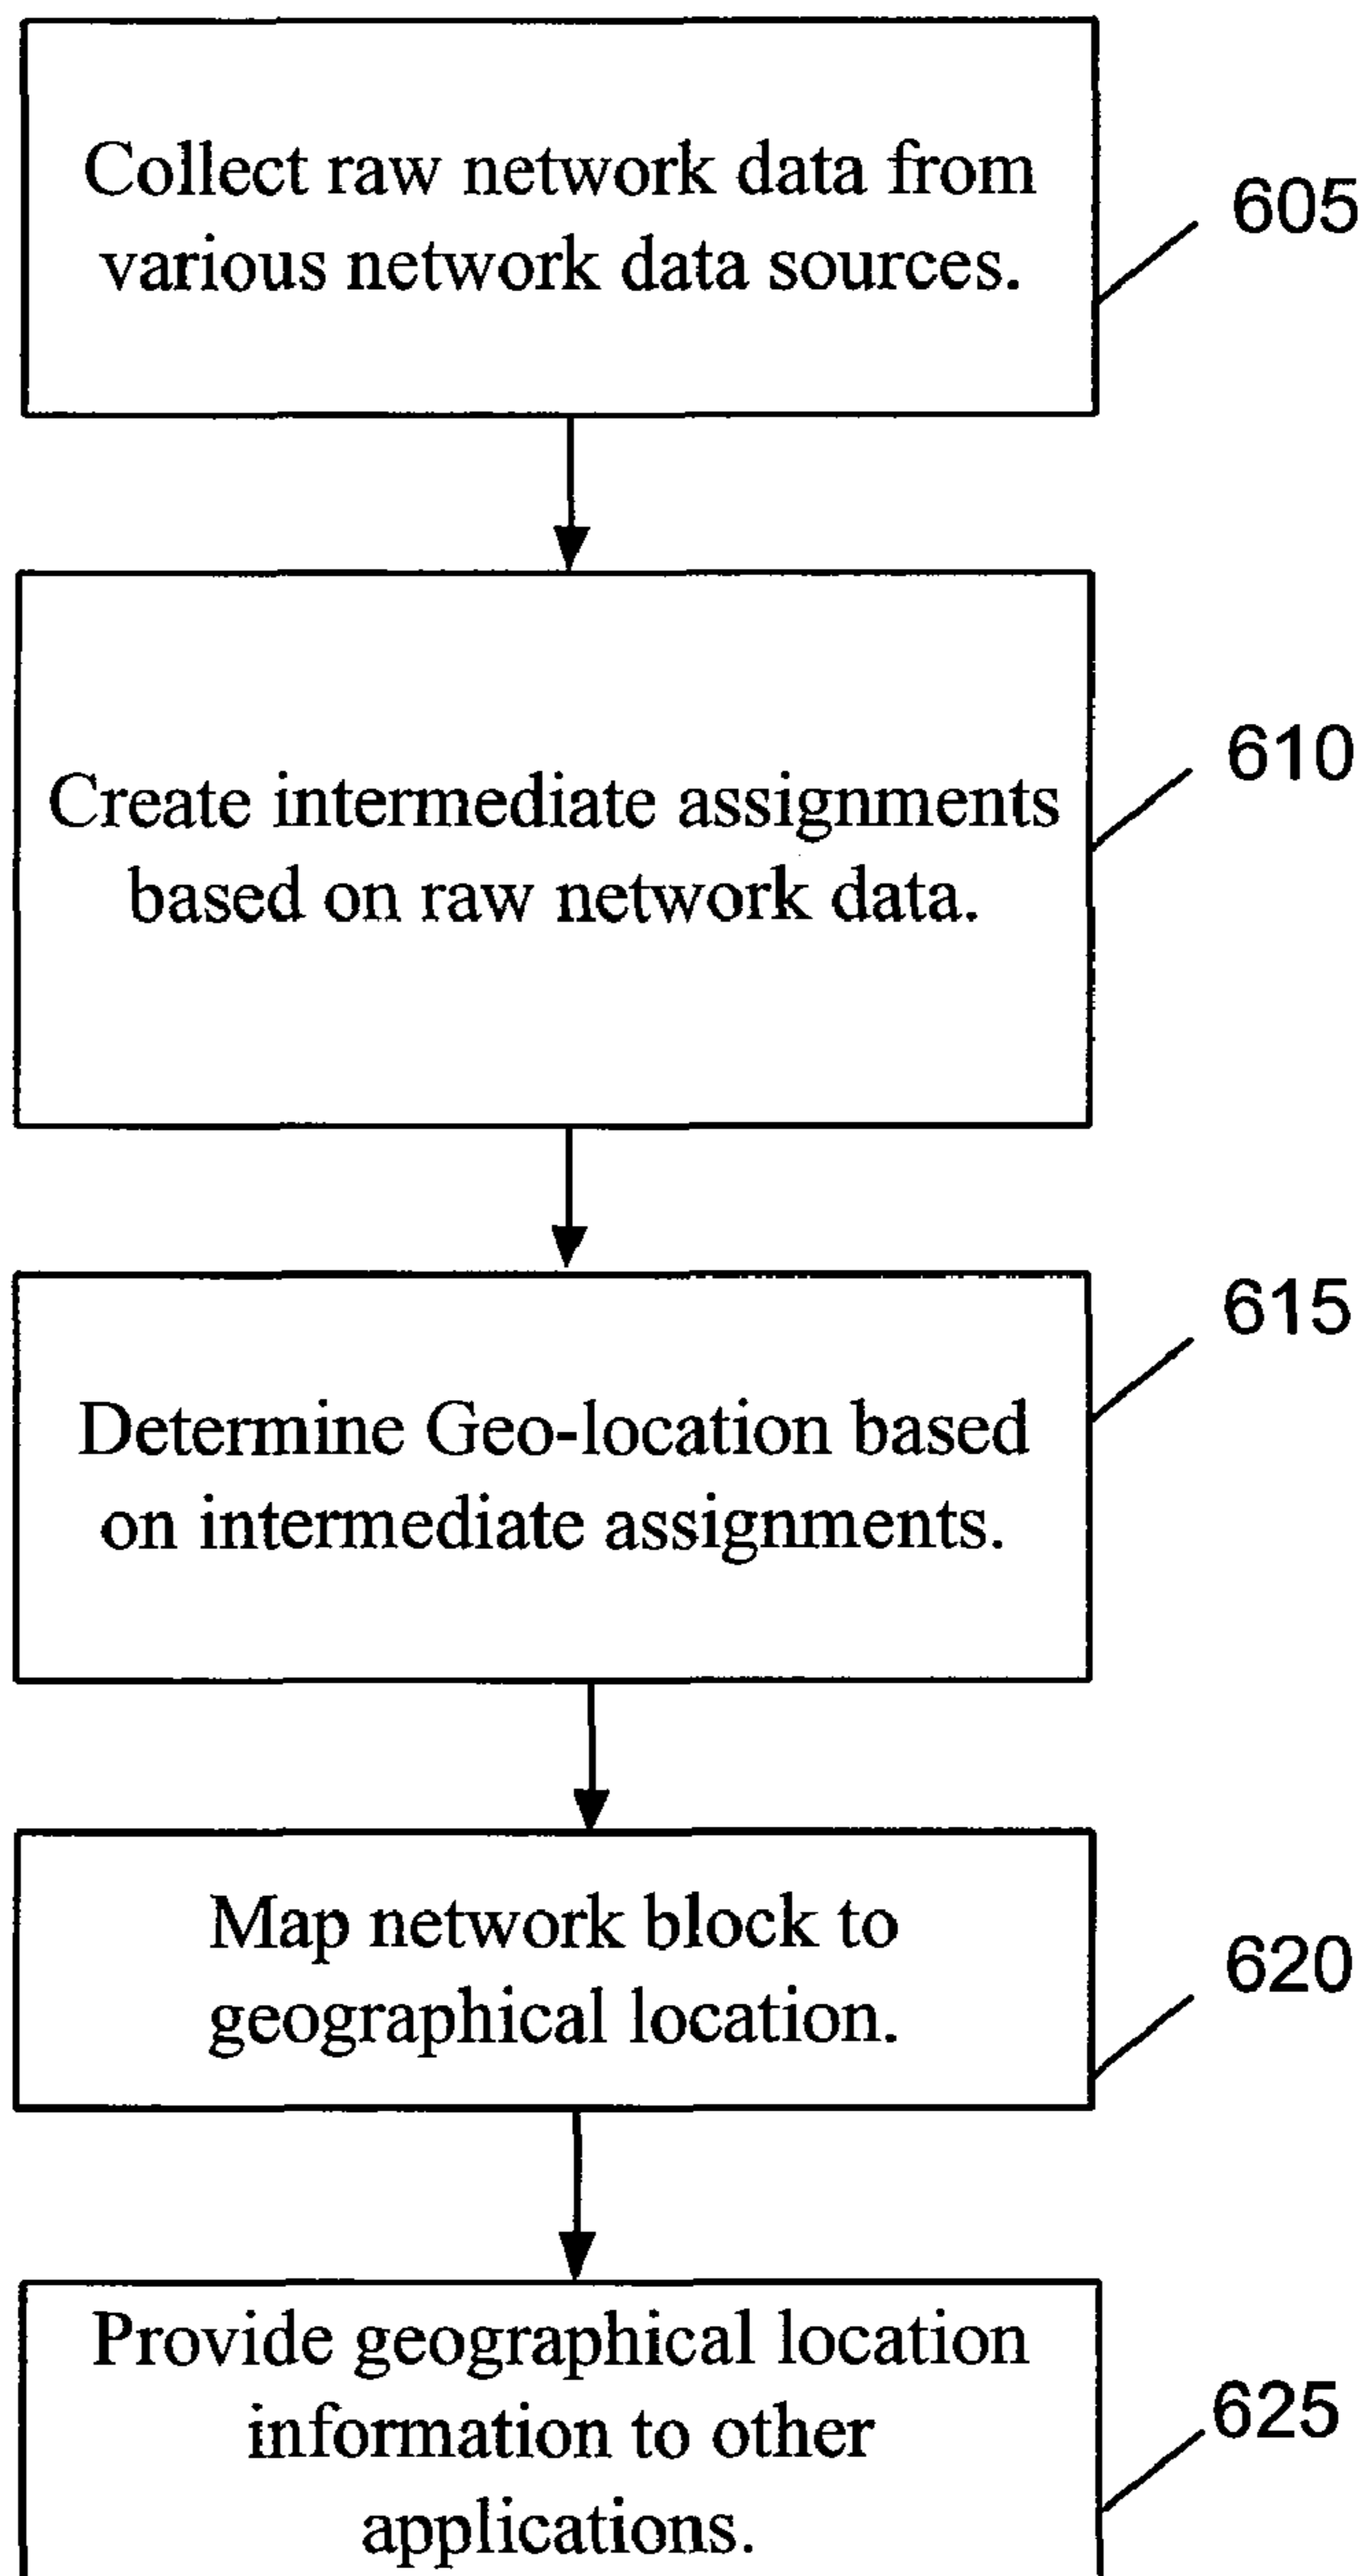 Collect raw network data from
various network data sources.
605
Create intermediate assignments
based on raw network data.
610
Determine Geo-location based
on intermediate assignments.
615
Map network block to
geographical location.
620
Provide geographical location
information to other
applications.
625